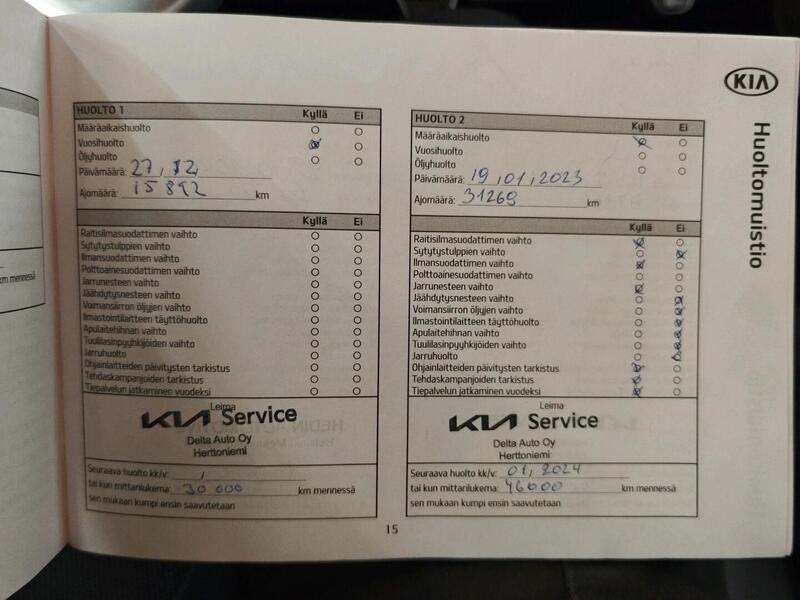 km mennessä
KIA
Huoltomuistio
HUOLTO 1 Kyllä Ei
Määräaikaishuolto
Vuosihuolto
Öljyhuolto
Päivämäärä: 27, 12,
Ajomäärä: 15892 km
Kyllä Ei
Raitisilmasuodattimen vaihto
Sytytystulppien vaihto
Ilmansuodattimen vaihto
Polttoainesuodattimen vaihto
Jarrunesteen vaihto
Jäähdytysnesteen vaihto
Voimansiirron öljyjen vaihto
Ilmastointilaitteen täyttöhuolto
Apulaitehihnan vaihto
Tuulilasinpyyhkijöiden vaihto
Jarruhuolto
Ohjainlaitteiden päivitysten tarkistus
Tehdaskampanjoiden tarkistus
Tiepalvelun jatkaminen vuodeksi
Leima
KIA Service
Delta Auto Oy
Herttoniemi
Seuraava huolto kk/v: /
tai kun mittarilukema: 30 000 km mennessä
sen mukaan kumpi ensin saavutetaan
HUOLTO 2 Kyllä Ei
Määräaikaishuolto
Vuosihuolto
Öljyhuolto
Päivämäärä: 19,01,2023
Ajomäärä: 31269 km
Kyllä Ei
Raitisilmasuodattimen vaihto
Sytytystulppien vaihto
Ilmansuodattimen vaihto
Polttoainesuodattimen vaihto
Jarrunesteen vaihto
Jäähdytysnesteen vaihto
Voimansiirron öljyjen vaihto
Ilmastointilaitteen täyttöhuolto
Apulaitehihnan vaihto
Tuulilasinpyyhkijöiden vaihto
Jarruhuolto
Ohjainlaitteiden päivitysten tarkistus
Tehdaskampanjoiden tarkistus
Tiepalvelun jatkaminen vuodeksi
Leima
KIA Service
Delta Auto Oy
Herttoniemi
Seuraava huolto kk/v: 01, 2024
tai kun mittarilukema: 46000 km mennessä
sen mukaan kumpi ensin saavutetaan
15